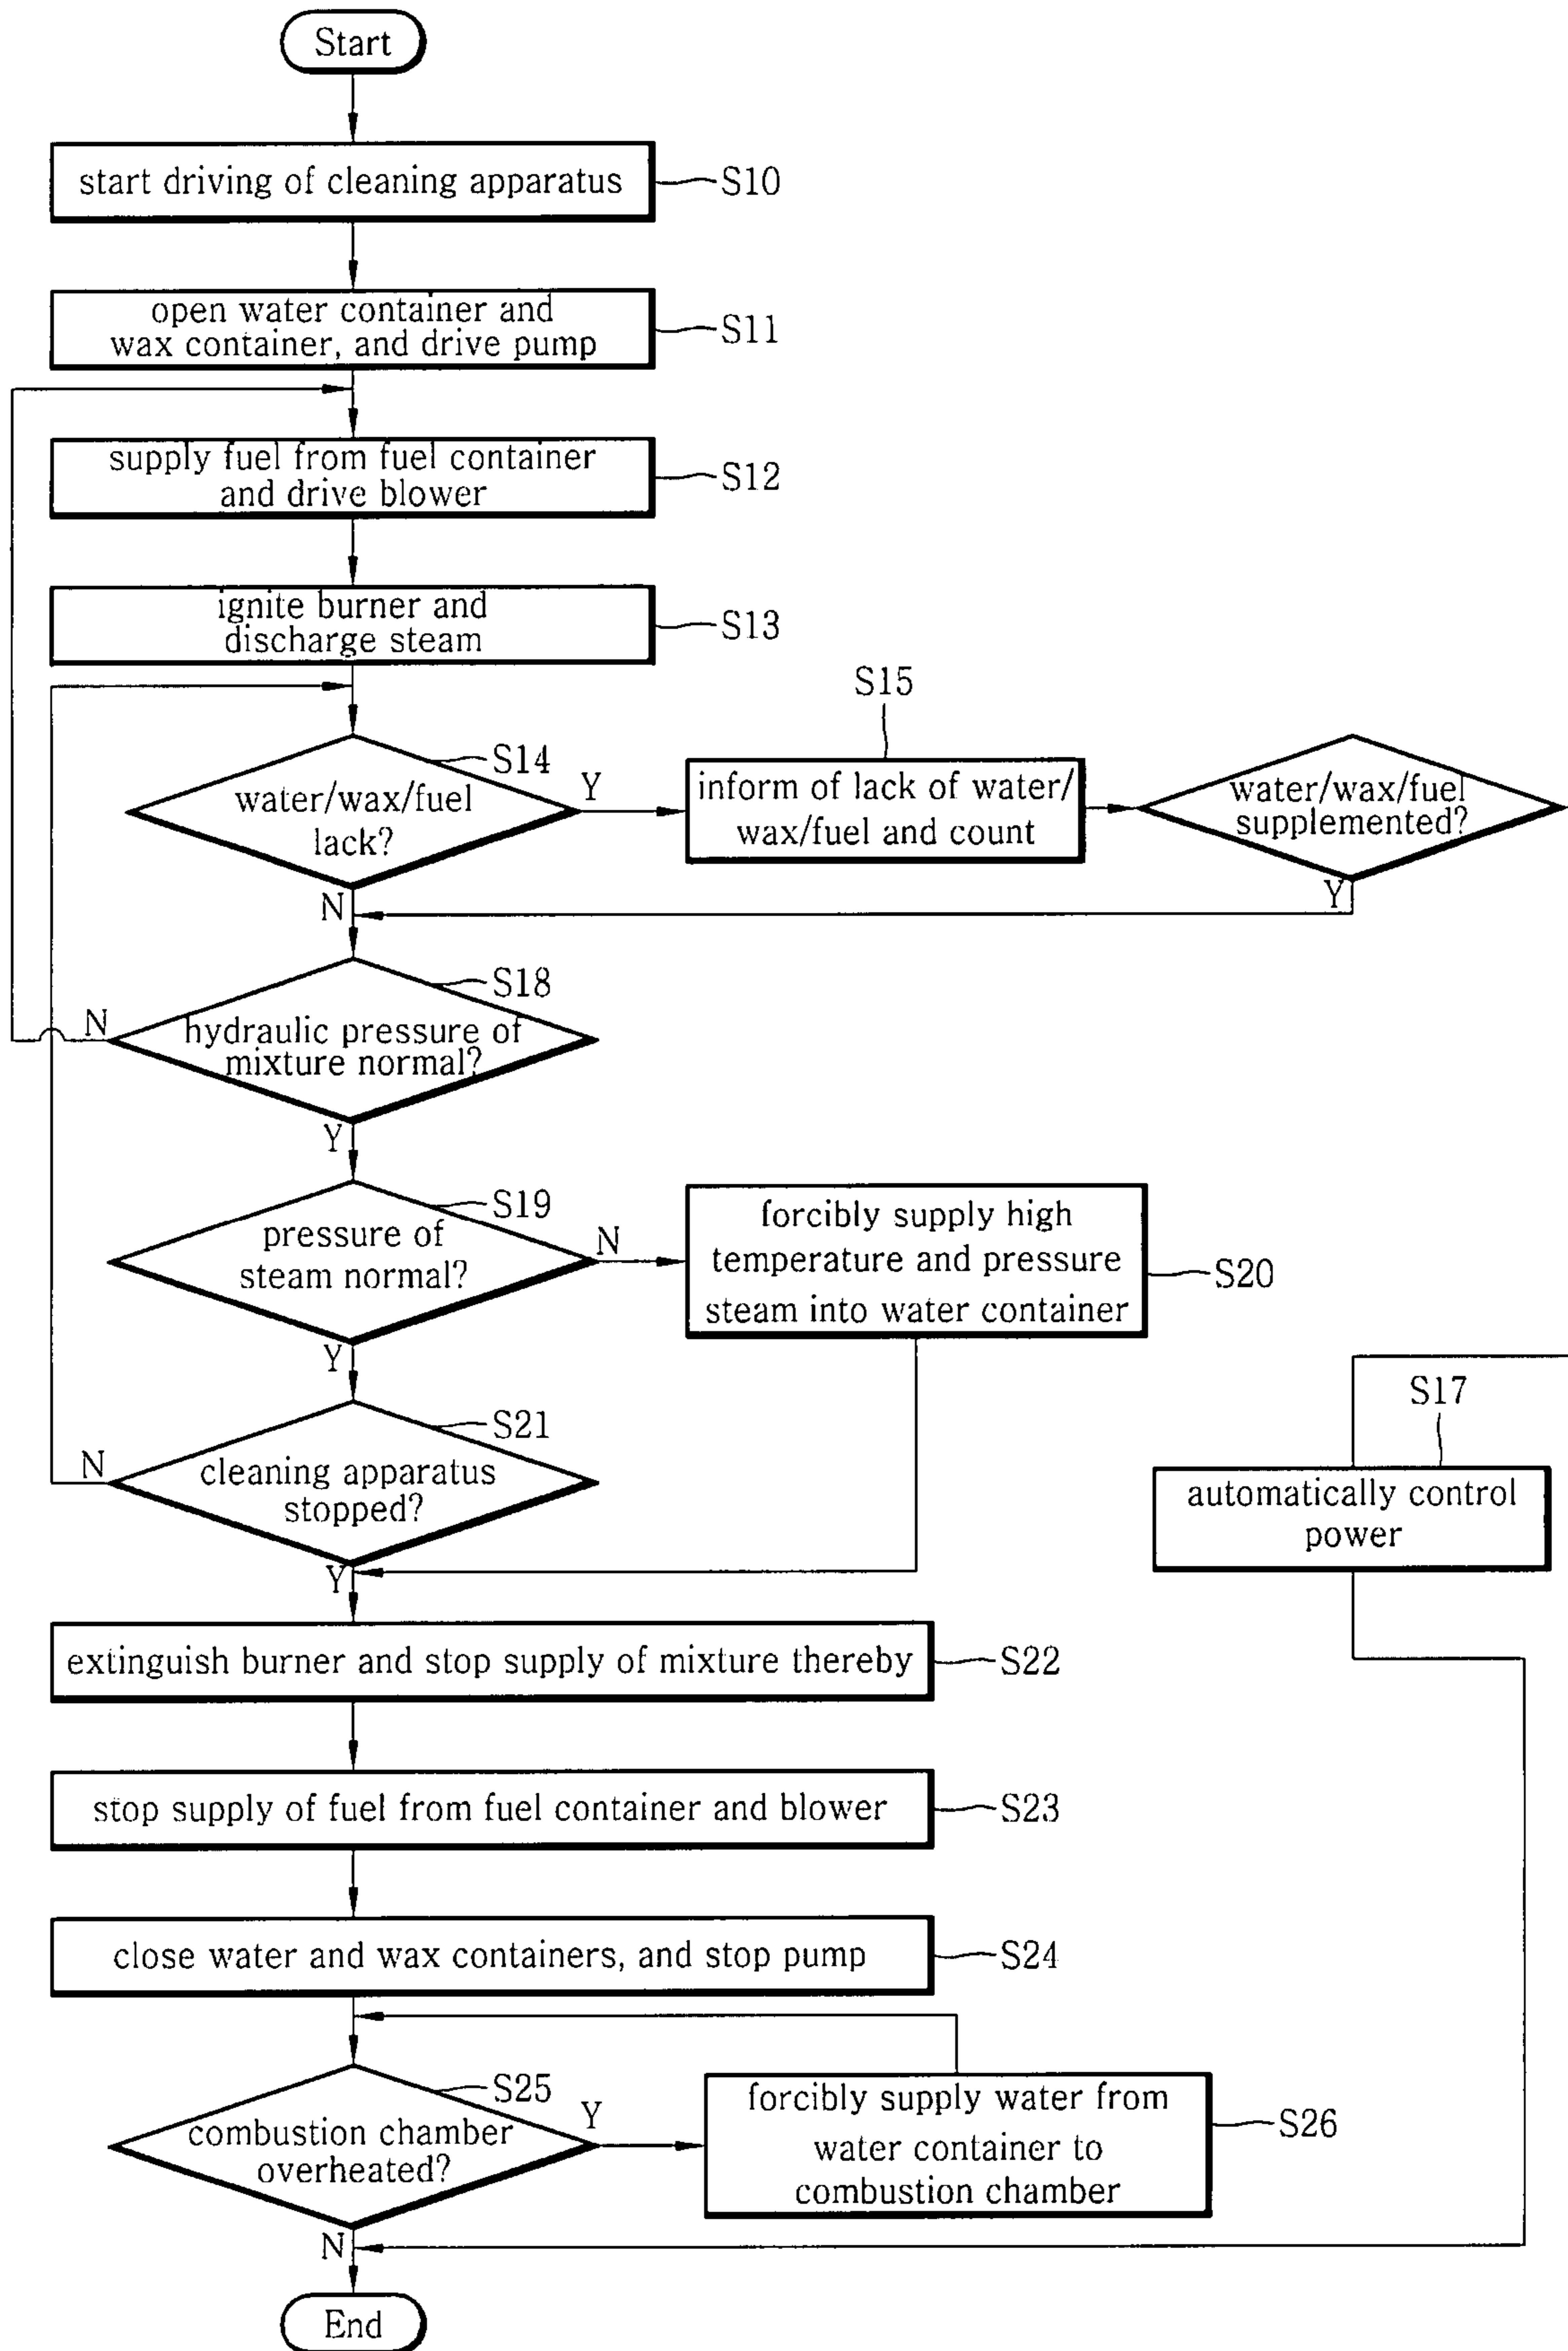 Start
start driving of cleaning apparatus
S10
open water container and
wax container, and drive pump
S11
supply fuel from fuel container
and drive blower
S12
ignite burner and
discharge steam
S13
S14
water/wax/fuel
lack?
Y
N
S15
inform of lack of water/
wax/fuel and count
water/wax/fuel
supplemented?
Y
S18
hydraulic pressure of
mixture normal?
N
Y
S19
pressure of
steam normal?
N
Y
forcibly supply high
temperature and pressure
steam into water container
S20
S21
cleaning apparatus
stopped?
N
Y
S17
automatically control
power
extinguish burner and stop supply of mixture thereby
S22
stop supply of fuel from fuel container and blower
S23
close water and wax containers, and stop pump
S24
S25
combustion chamber
overheated?
Y
N
forcibly supply water from
water container to
combustion chamber
S26
End